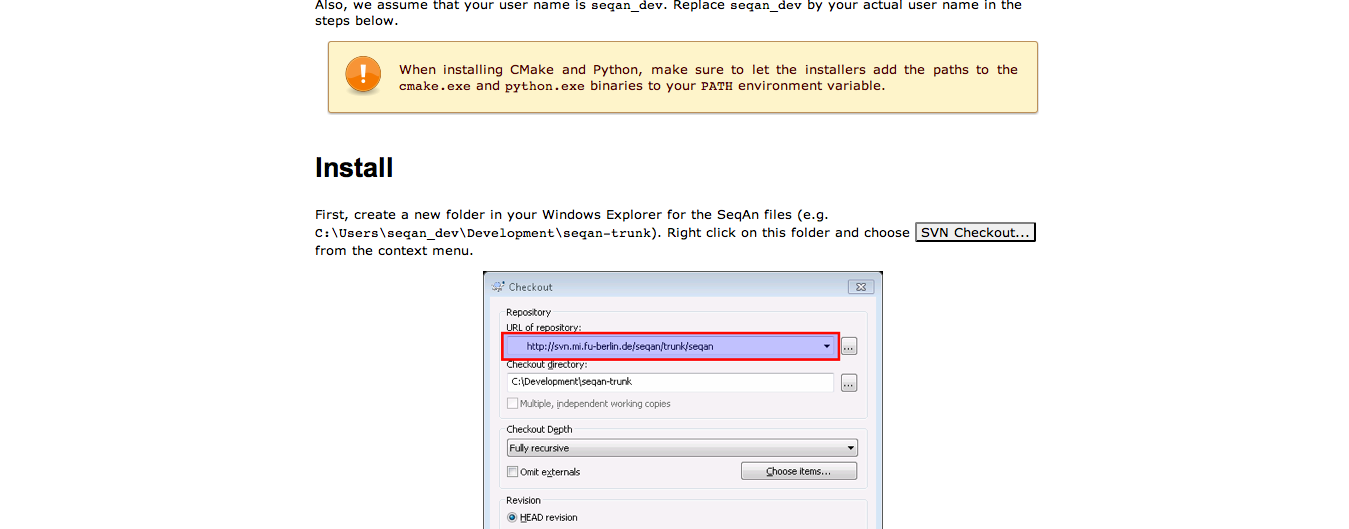 Also, we assume that your user name is seqan_dev. Replace seqan_dev by your actual user name in the
steps below.
When installing CMake and Python, make sure to let the installers add the paths to the
cmake.exe and python.exe binaries to your PATH environment variable.
Install
First, create a new folder in your Windows Explorer for the SeqAn files (e.g.
C:\Users\seqan_dev\Development\seqan-trunk). Right click on this folder and choose SVN Checkout...
from the context menu.
Checkout
Repository
URL of repository:
http://svn.mi.fu-berlin.de/seqan/trunk/seqan
...
Checkout directory:
C:\Development\seqan-trunk
...
Multiple, independent working copies
Checkout Depth
Fully recursive
Omit externals
Choose items...
Revision
HEAD revision